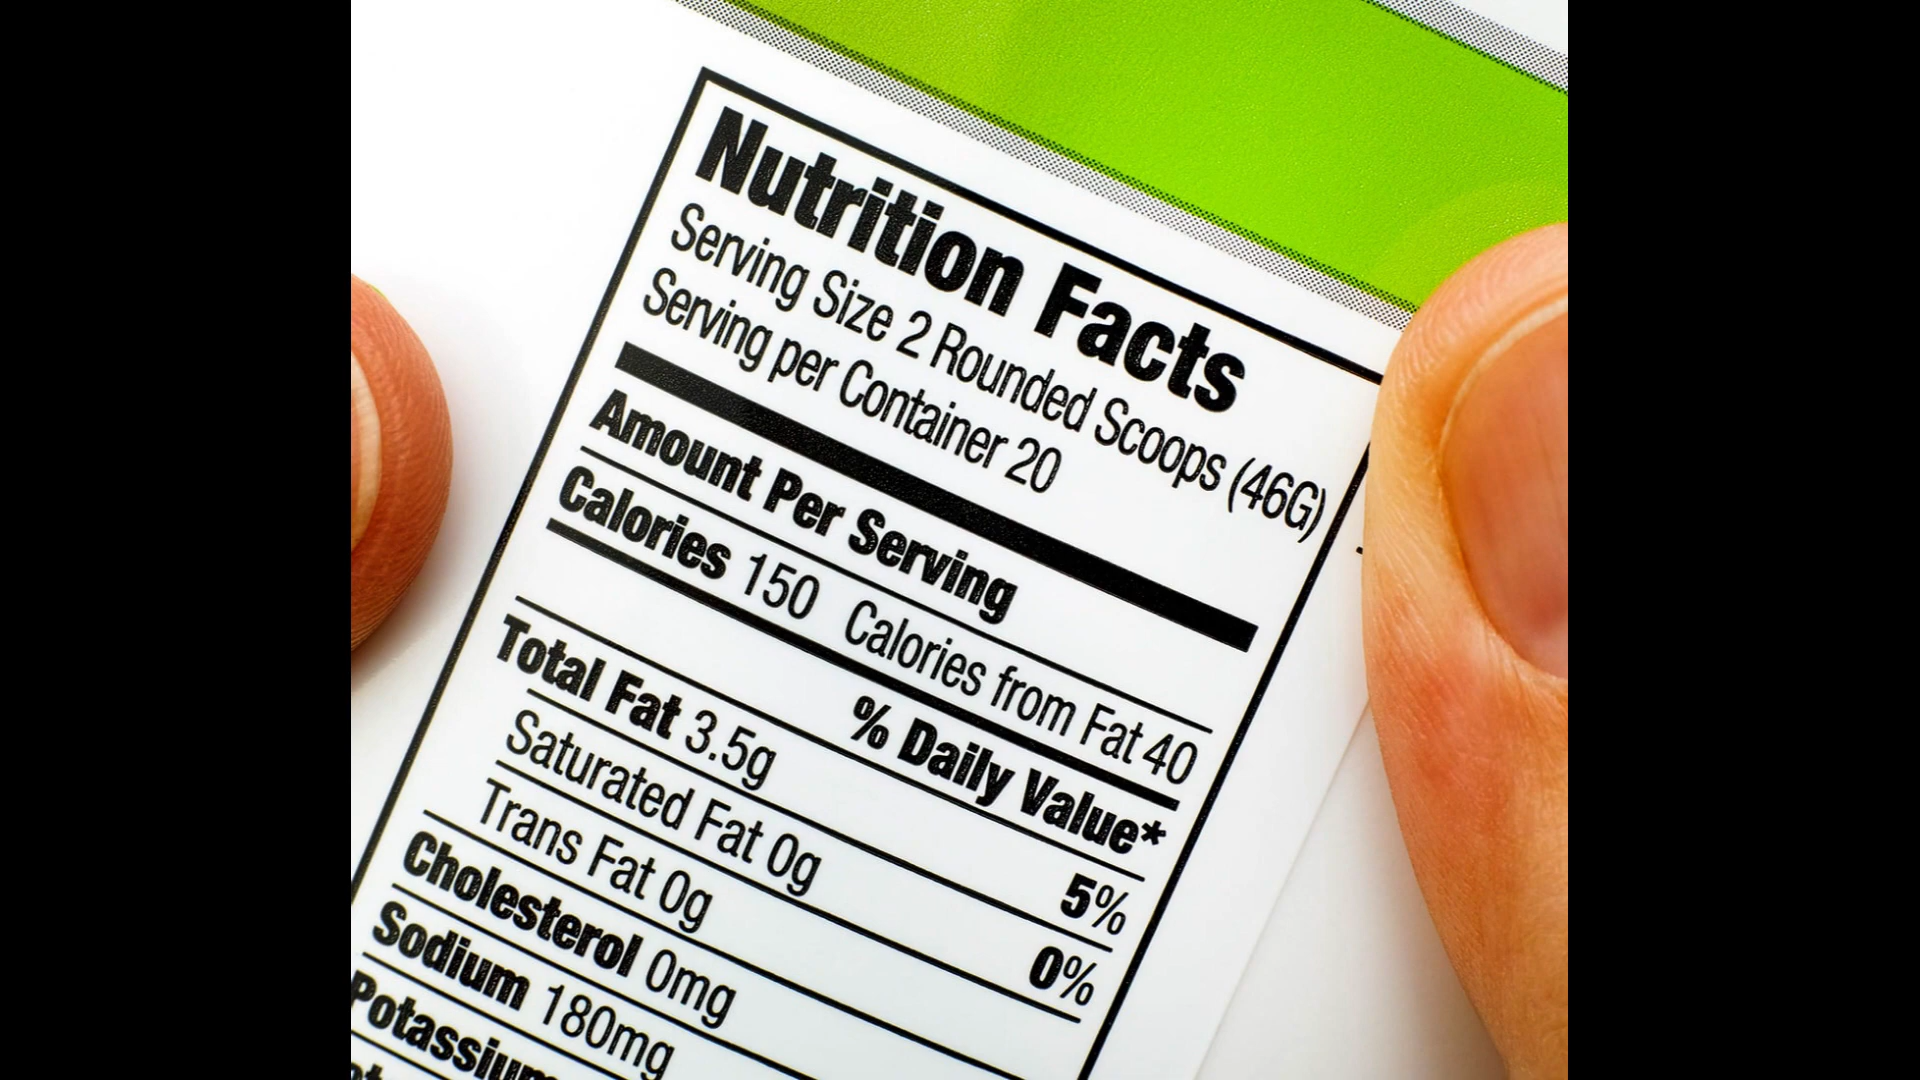 Nutrition Facts
Serving Size 2 Rounded Scoops (46G)
Serving per Container 20
Amount Per Serving
Calories 150 Calories from Fat 40
% Daily Value*
Total Fat 3.5g 5%
Saturated Fat 0g 0%
Trans Fat 0g
Cholesterol 0mg
Sodium 180mg